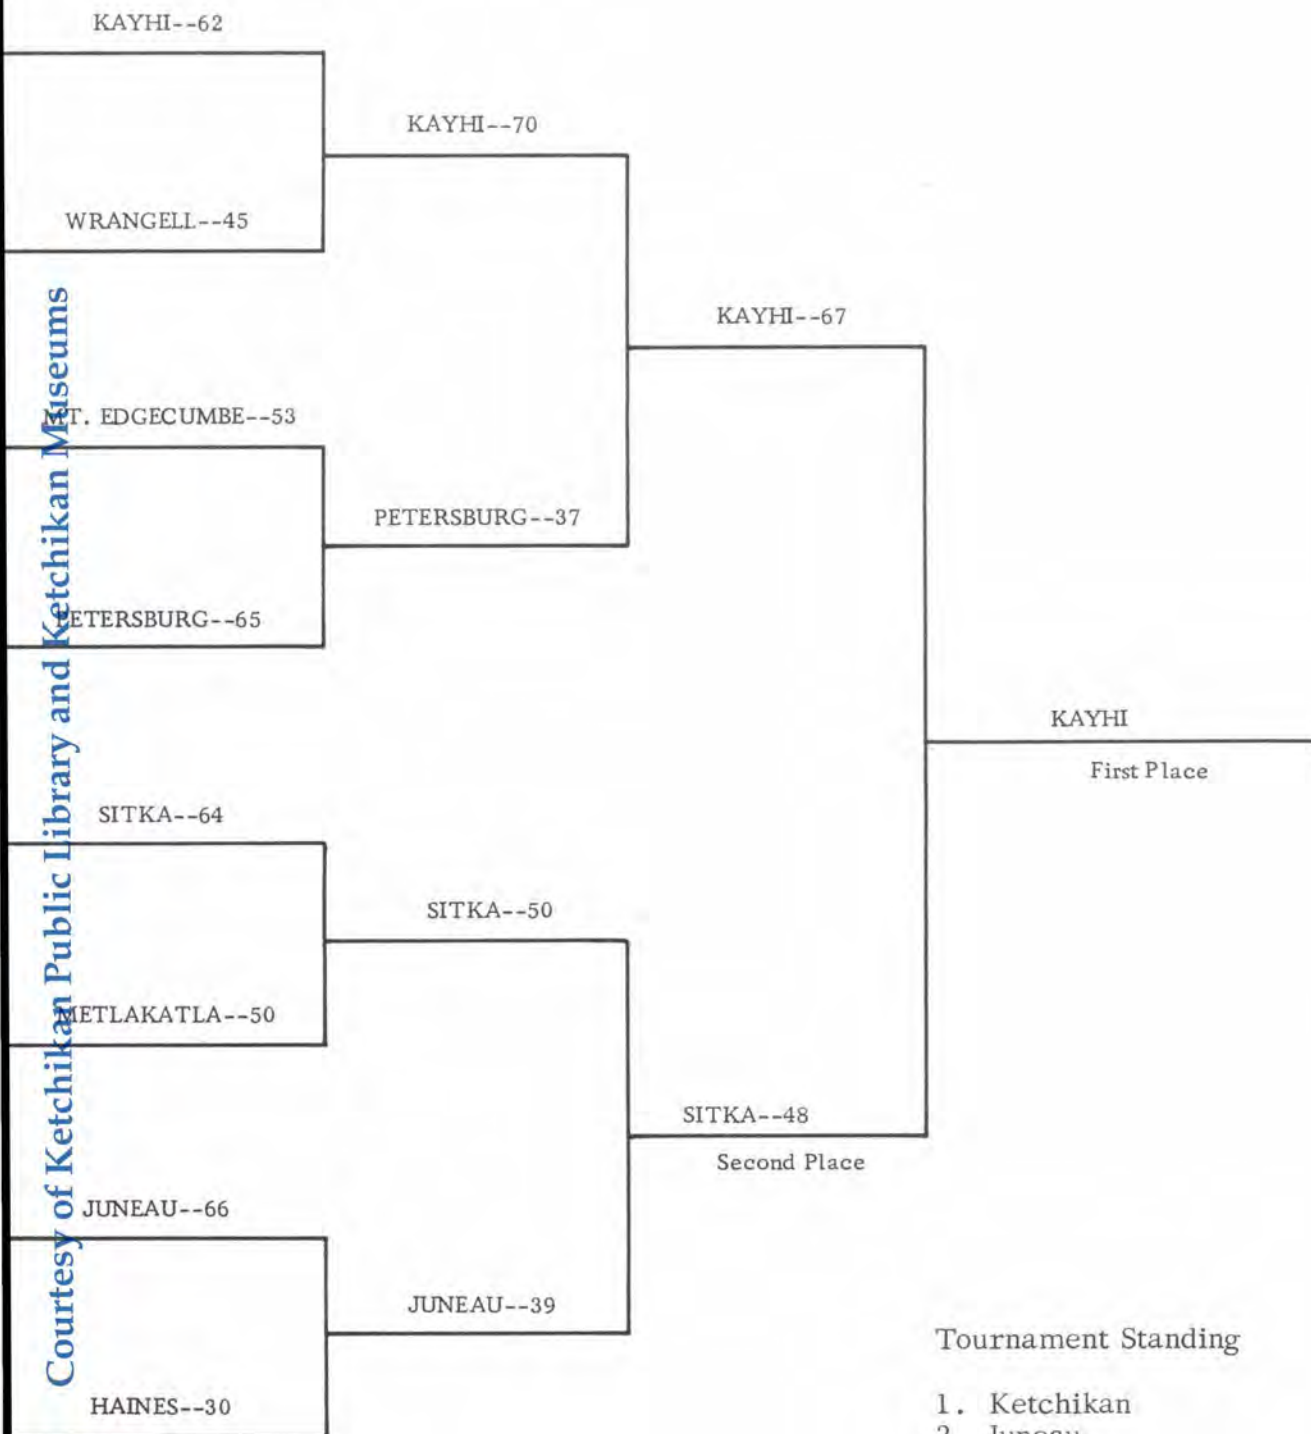 KAYHI--62
KAYHI--70
WRANGELL--45
KAYHI--67
MT. EDGECUMBE--53
PETERSBURG--37
PETERSBURG--65
KAYHI
First Place
SITKA--64
SITKA--50
METLAKATLA--50
SITKA--48
Second Place
JUNEAU--66
JUNEAU--39
HAINES--30
Tournament Standing
1. Ketchikan
2. Juneau
Courtesy of Ketchikan Public Library and Ketchikan Museums